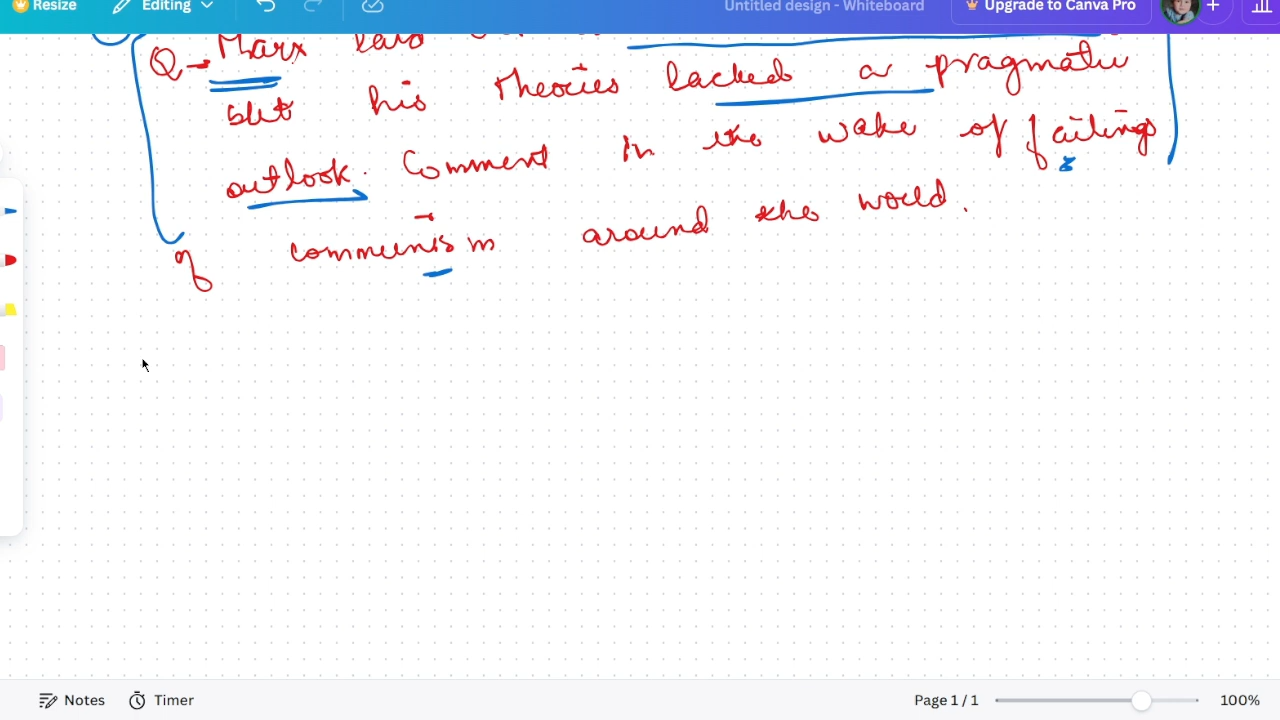 Resize
Editing
Untitled design - Whiteboard
Upgrade to Canva Pro
Q - Marx laid
but his theories lacked a pragmatic
outlook. Comment in the wake of failings
of communism around the world.
Notes
Timer
Page 1 / 1
100%